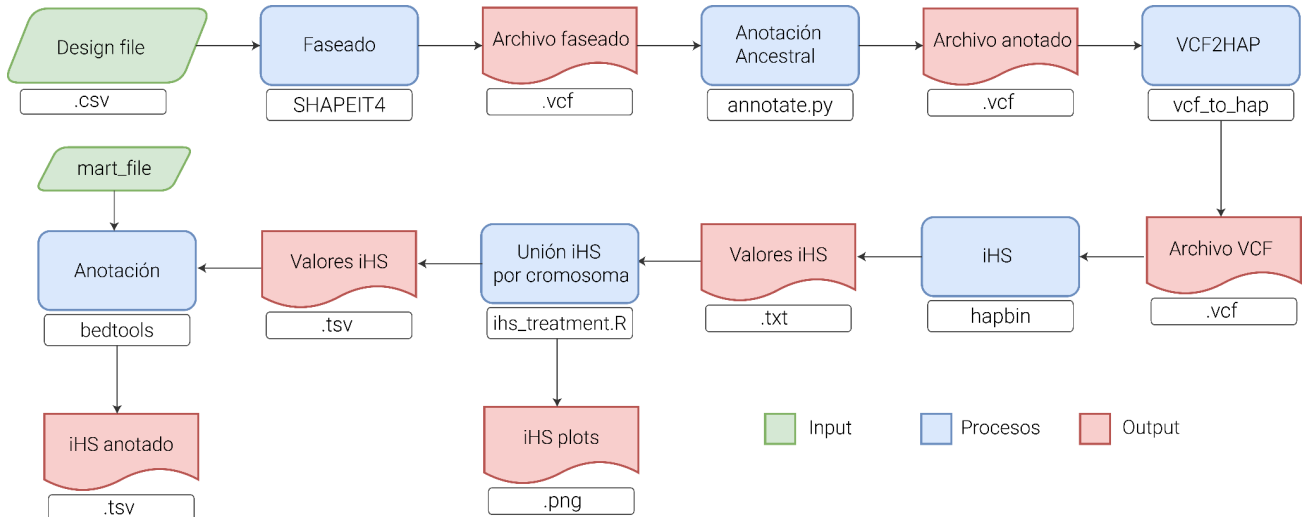 Design file
.csv
Faseado
SHAPEIT4
Archivo faseado
.vcf
Anotación
Ancestral
annotate.py
Archivo anotado
.vcf
VCF2HAP
vcf_to_hap
mart_file
Anotación
bedtools
Valores iHS
.tsv
Unión iHS
por cromosoma
ihs_treatment.R
Valores iHS
.txt
iHS
hapbin
Archivo VCF
.vcf
iHS anotado
.tsv
iHS plots
.png
Input
Procesos
Output